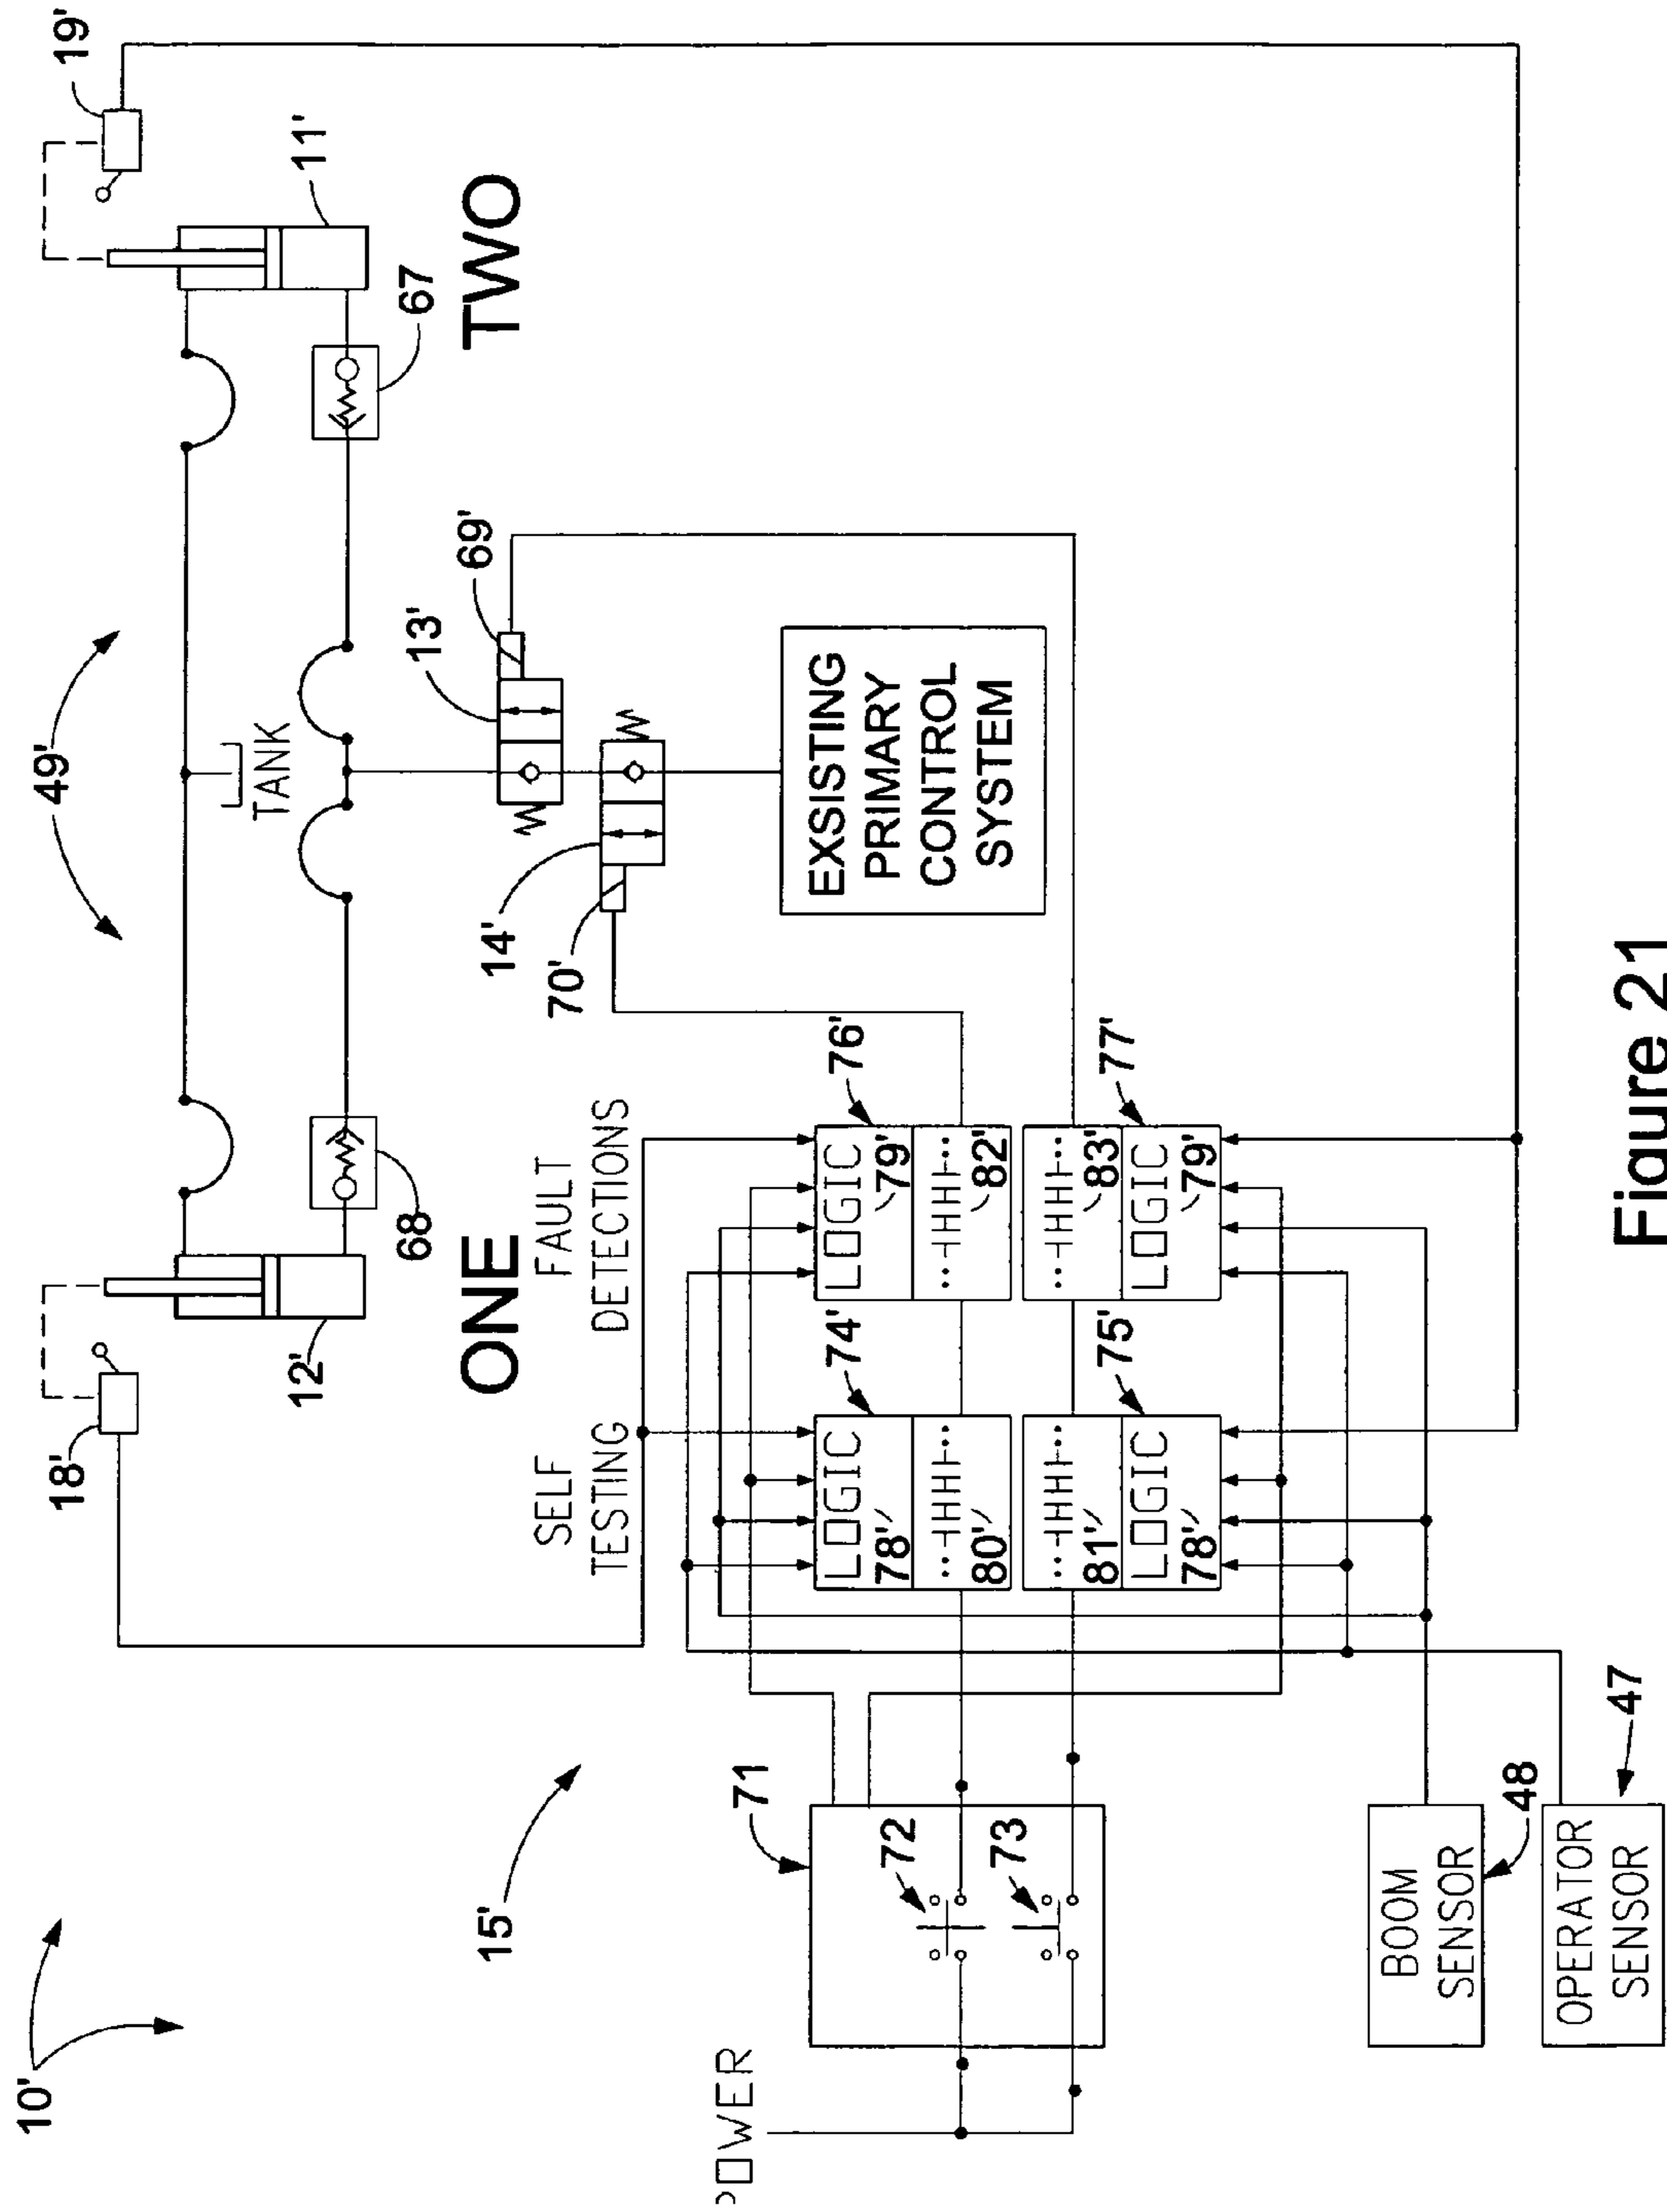 10'
49'
18'
19'
12'
11'
TANK
68
67
ONE
TWO
13'
69'
14'
70'
15'
SELF
TESTING
FAULT
DETECTIONS
EXSISTING
PRIMARY
CONTROL
SYSTEM
POWER
71
72
73
74'
76'
LOGIC
78'
LOGIC
79'
80'
82'
81'
83'
LOGIC
78'
LOGIC
79'
75'
77'
BOOM
SENSOR
48
OPERATOR
SENSOR
47
Figure 21